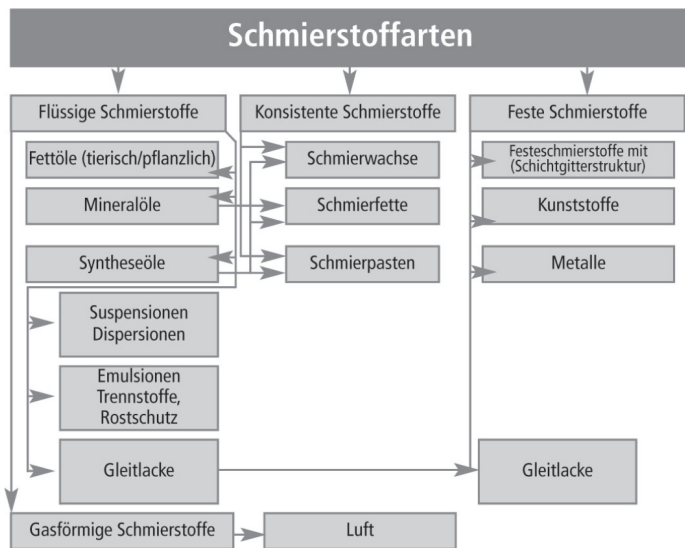 Schmierstoffarten
Flüssige Schmierstoffe
Konsistente Schmierstoffe
Feste Schmierstoffe
Fettöle (tierisch/pflanzlich)
Schmierwachse
Festeschmierstoffe mit
(Schichtgitterstruktur)
Mineralöle
Schmierfette
Kunststoffe
Syntheseöle
Schmierpasten
Metalle
Suspensionen
Dispersionen
Emulsionen
Trennstoffe,
Rostschutz
Gleitlacke
Gleitlacke
Gasförmige Schmierstoffe
Luft